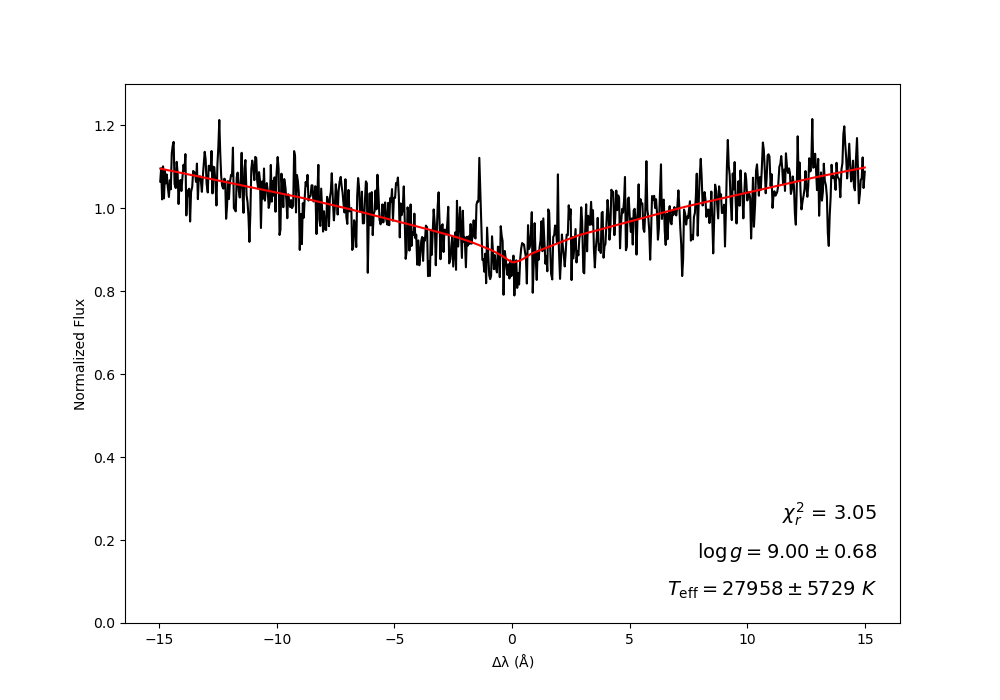 1.2
1.0
0.8
0.6
0.4
0.2
0.0
Normalized Flux
χ²ᵣ = 3.05
log g = 9.00 ± 0.68
T_eff = 27958 ± 5729 K
−15 −10 −5 0 5 10 15
Δλ (Å)